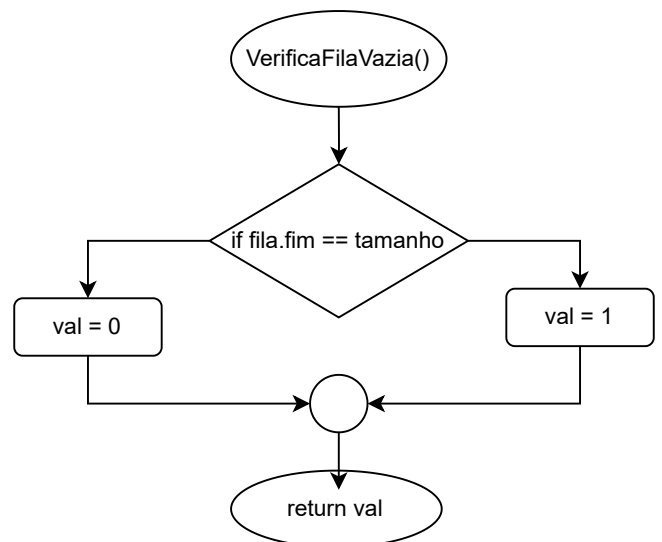 VerificaFilaVazia()
if fila.fim == tamanho
val = 0
val = 1
return val